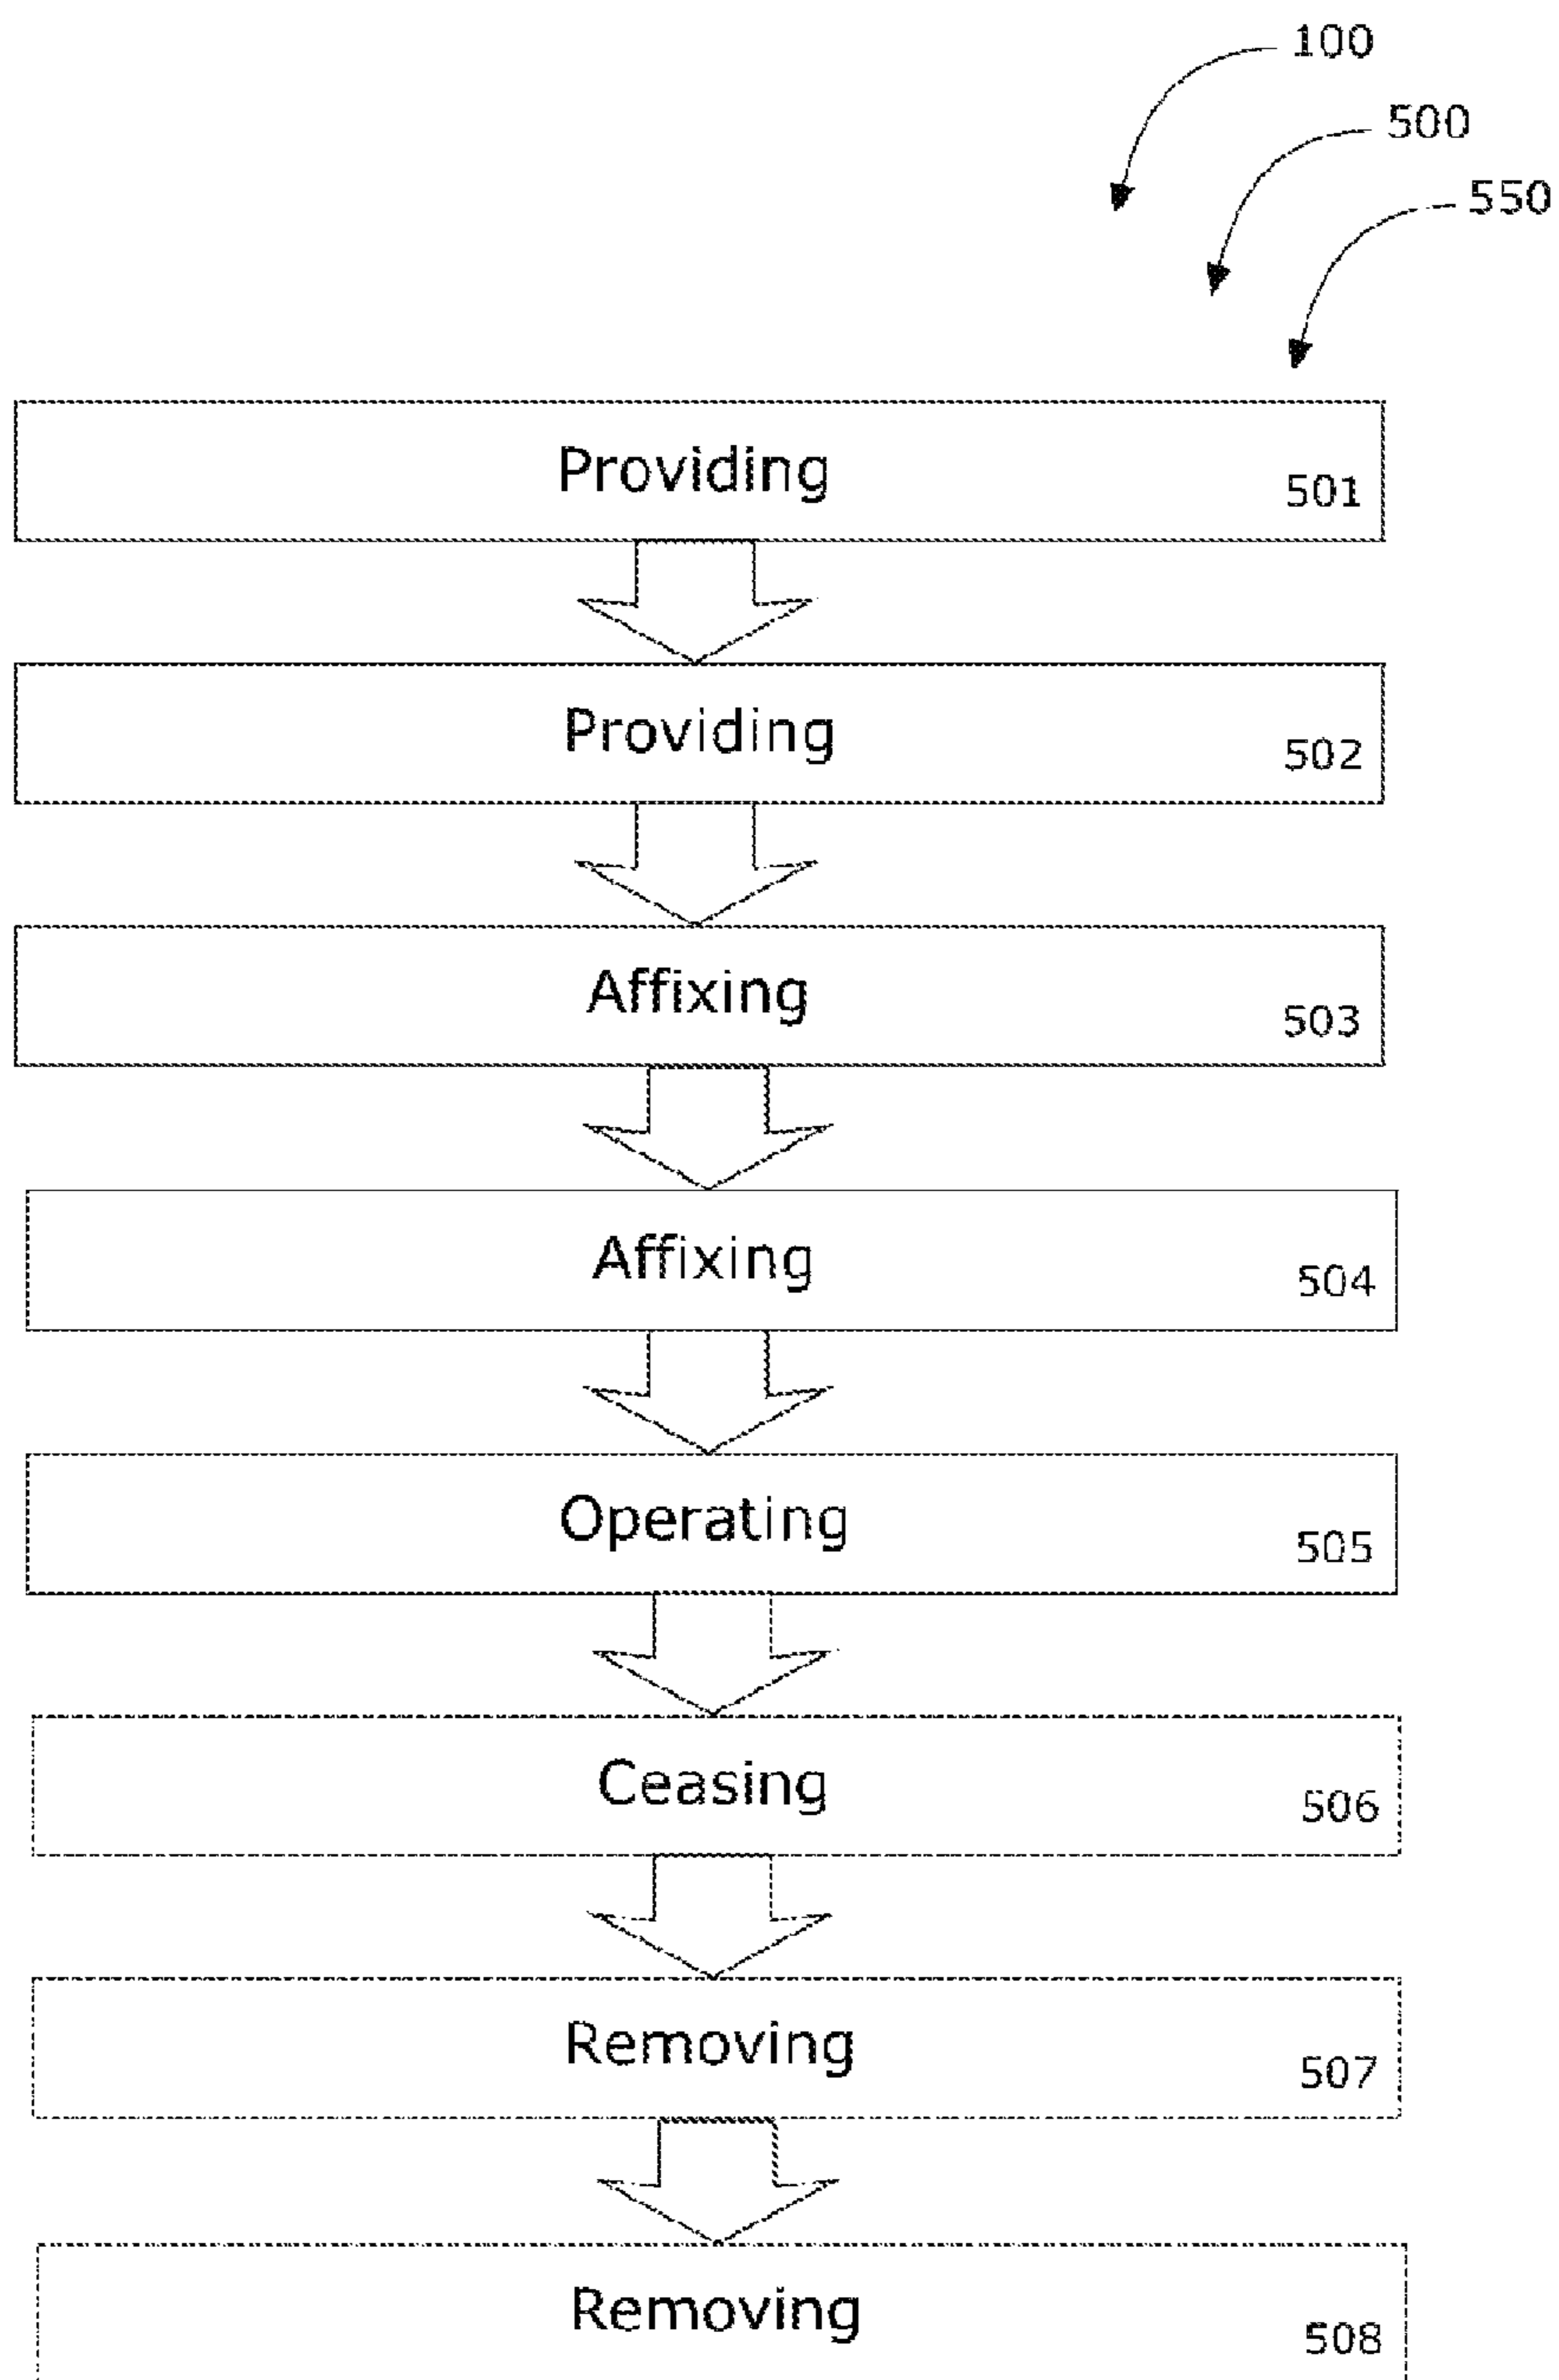 100
500
550
Providing
501
Providing
502
Affixing
503
Affixing
504
Operating
505
Ceasing
506
Removing
507
Removing
508